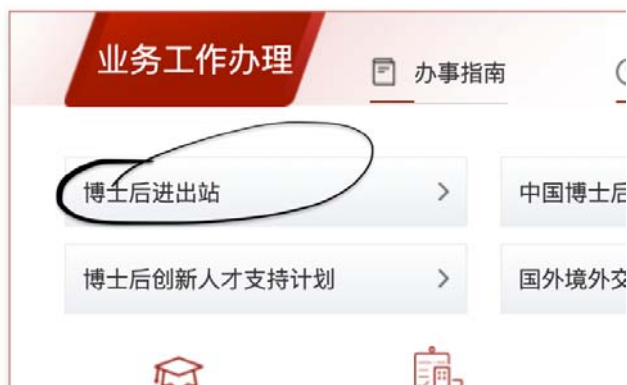 业务工作办理
办事指南
博士后进出站
中国博士后
博士后创新人才支持计划
国外境外交